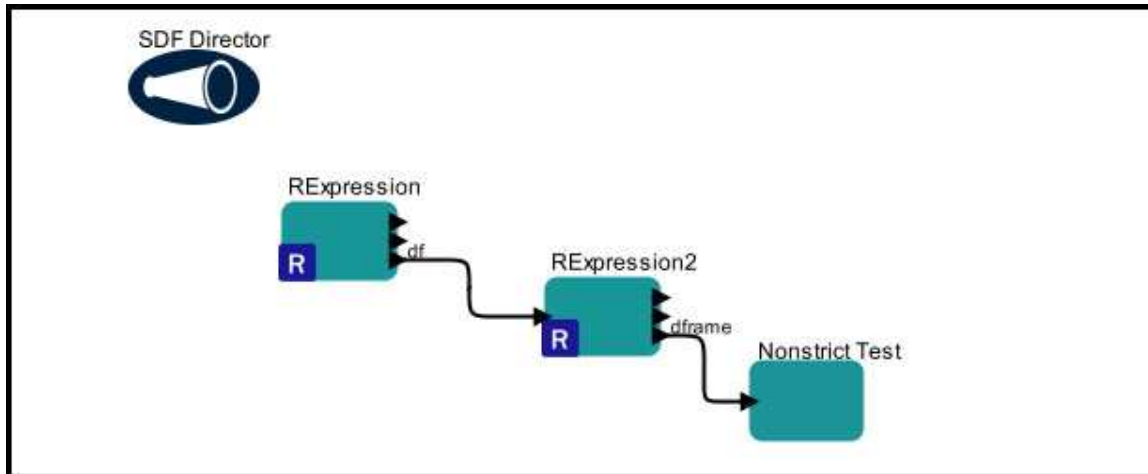 SDF Director
RExpression
df
R
RExpression2
dframe
R
Nonstrict Test